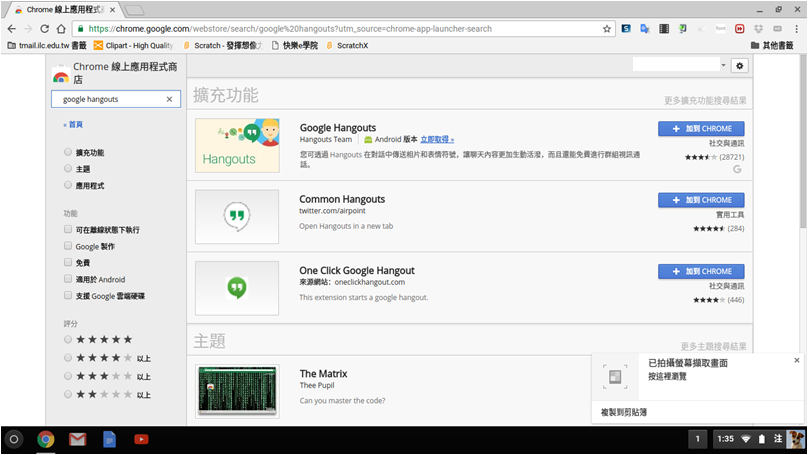 Chrome 線上應用程式商
https://chrome.google.com/webstore/search/google%20hangouts?utm_source=chrome-app-launcher-search
tmail.ilc.edu.tw 書籤
Clipart - High Quality
Scratch - 發揮想像
快樂e學院
ScratchX
其他書籤
Chrome 線上應用程式商
店
google hangouts
« 首頁
擴充功能
主題
應用程式
功能
可在離線狀態下執行
Google 製作
免費
適用於 Android
支援 Google 雲端硬碟
評分
以上
以上
以上
擴充功能
更多擴充功能搜尋結果
Hangouts
Google Hangouts
Hangouts Team
Android 版本 立即取得 »
您可透過 Hangouts 在對話中傳送相片和表情符號，讓聊天內容更加生動活潑，而且還能免費進行群組視訊通
話。
+ 加到 CHROME
社交與通訊
(28721)
Common Hangouts
twitter.com/airpoint
Open Hangouts in a new tab
+ 加到 CHROME
實用工具
(284)
One Click Google Hangout
來源網站: oneclickhangout.com
This extension starts a google hangout.
+ 加到 CHROME
社交與通訊
(446)
主題
更多主題搜尋結果
The Matrix
Thee Pupil
Can you master the code?
已拍攝螢幕擷取畫面
按這裡瀏覽
複製到剪貼簿
1
1:35
注